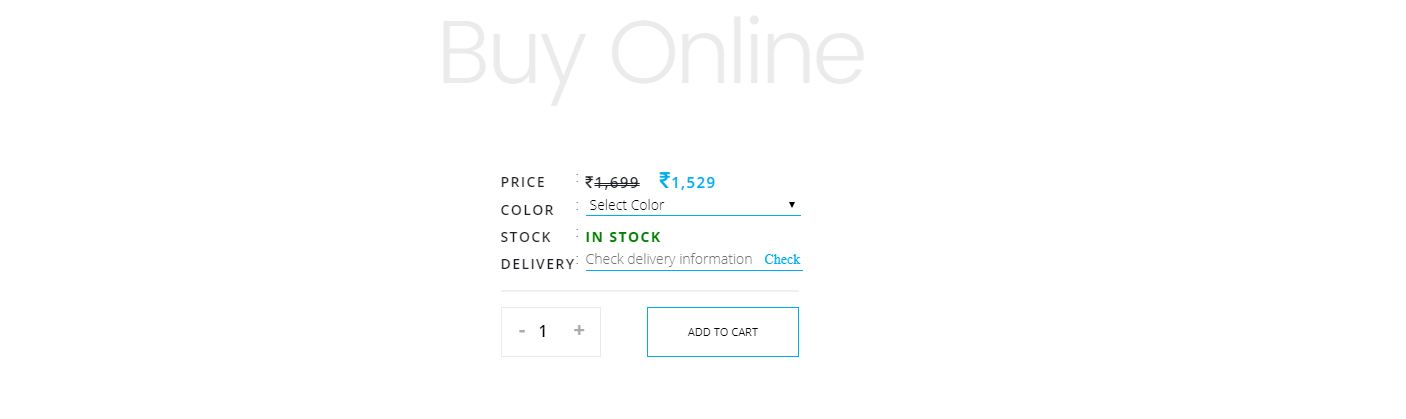 Buy Online
PRICE : ₹1,699 ₹1,529
COLOR : Select Color ▼
STOCK : IN STOCK
DELIVERY : Check delivery information Check
- 1 + ADD TO CART